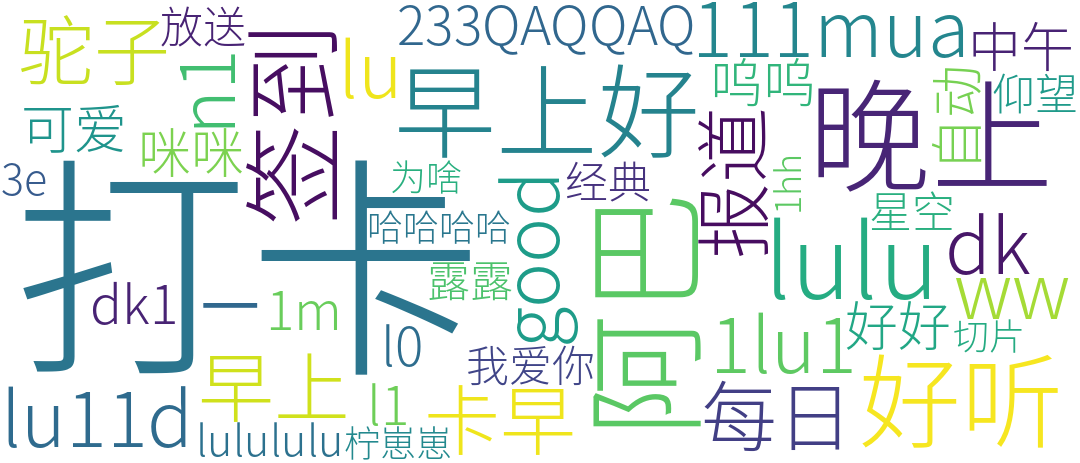 驼子
放送
签到
n1
lu
233QAQQAQ
111mua
中午
可爱
咪咪
早上好
呜呜
晚上
自动
仰望
3e
为啥
经典
报道
1hh
星空
打卡
哈哈哈哈
good
阿巴
lulu
dk
dk1
一
1m
露露
l0
1lu1
ww
好好
切片
我爱你
lu11d
早上
l1
卡早
每日
好听
lulululu
柠崽崽